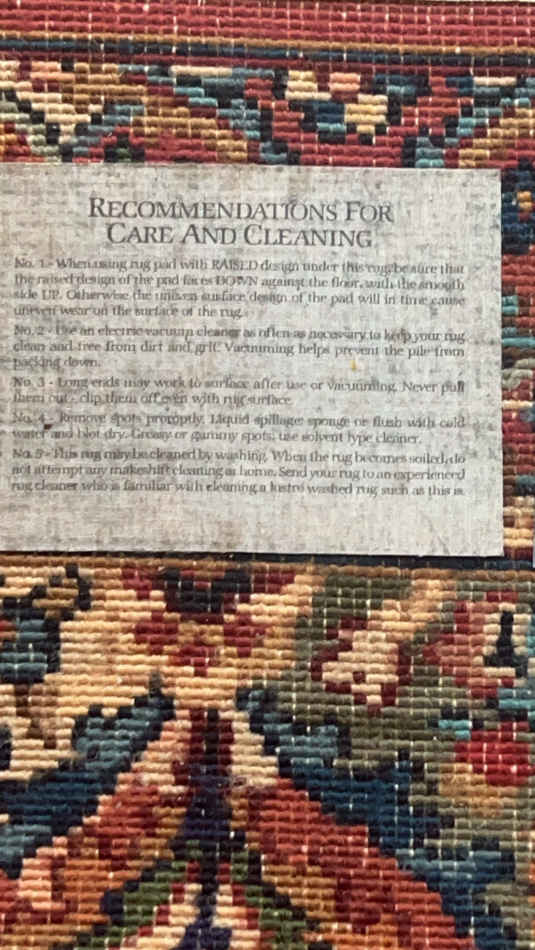 RECOMMENDATIONS FOR
CARE AND CLEANING
No. 1 - When using rug pad with RAISED design under this rug, be sure that
the raised design of the pad faces DOWN against the floor, with the smooth
side UP. Otherwise the uneven surface design of the pad will in time cause
uneven wear on the surface of the rug.
No. 2 - Use an electric vacuum cleaner as often as necessary to keep your rug
clean and free from dirt and grit. Vacuuming helps prevent the pile from
packing down.
No. 3 - Long ends may work to surface after use or vacuuming. Never pull
them out - clip them off even with rug surface.
No. 4 - Remove spots promptly. Liquid spillage: sponge or flush with cold
water and blot dry. Greasy or gummy spots: use solvent type cleaner.
No. 5 - This rug may be cleaned by washing. When the rug becomes soiled, do
not attempt any makeshift cleaning at home. Send your rug to an experienced
rug cleaner who is familiar with cleaning a lustre washed rug such as this is.